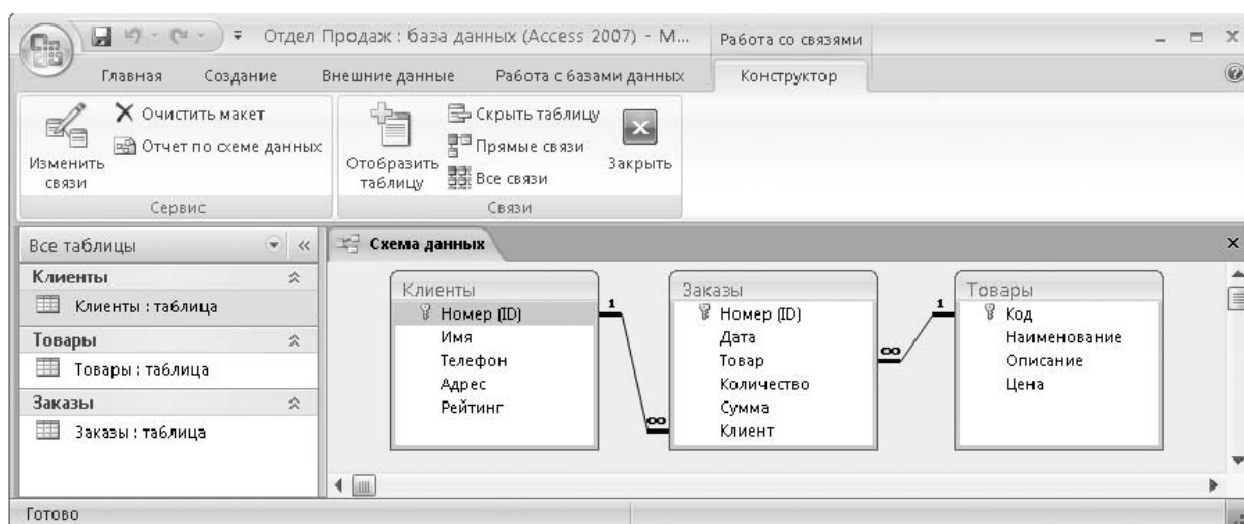 Отдел Продаж : база данных (Access 2007) - М...
Работа со связями
Главная
Создание
Внешние данные
Работа с базами данных
Конструктор
Изменить связи
Очистить макет
Отчет по схеме данных
Сервис
Отобразить таблицу
Скрыть таблицу
Прямые связи
Все связи
Закрыть
Связи
Все таблицы
Клиенты
Клиенты : таблица
Товары
Товары : таблица
Заказы
Заказы : таблица
Схема данных
Клиенты
Номер (ID)
Имя
Телефон
Адрес
Рейтинг
1
∞
Заказы
Номер (ID)
Дата
Товар
Количество
Сумма
Клиент
∞
1
Товары
Код
Наименование
Описание
Цена
Готово